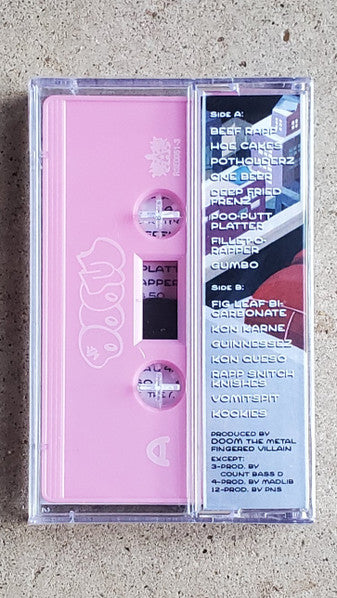 DOOM
A
SIDE A:
BEEF RAPP
HOE CAKES
POTHOLDERZ
ONE BEER
DEEP FRIED
FRENZ
POO-PUTT
PLATTER
FILLET-O-
RAPPER
GUMBO
SIDE B:
FIG LEAF BI-
CARBONATE
KON KARNE
GUINNESSEZ
KON QUESO
RAPP SNITCH
KNISHES
VOMITSPIT
KOOKIES
PRODUCED BY
DOOM THE METAL
FINGERED VILLAIN
EXCEPT:
3-PROD. BY
COUNT BASS D
4-PROD. BY MADLIB
12-PROD. BY PNS